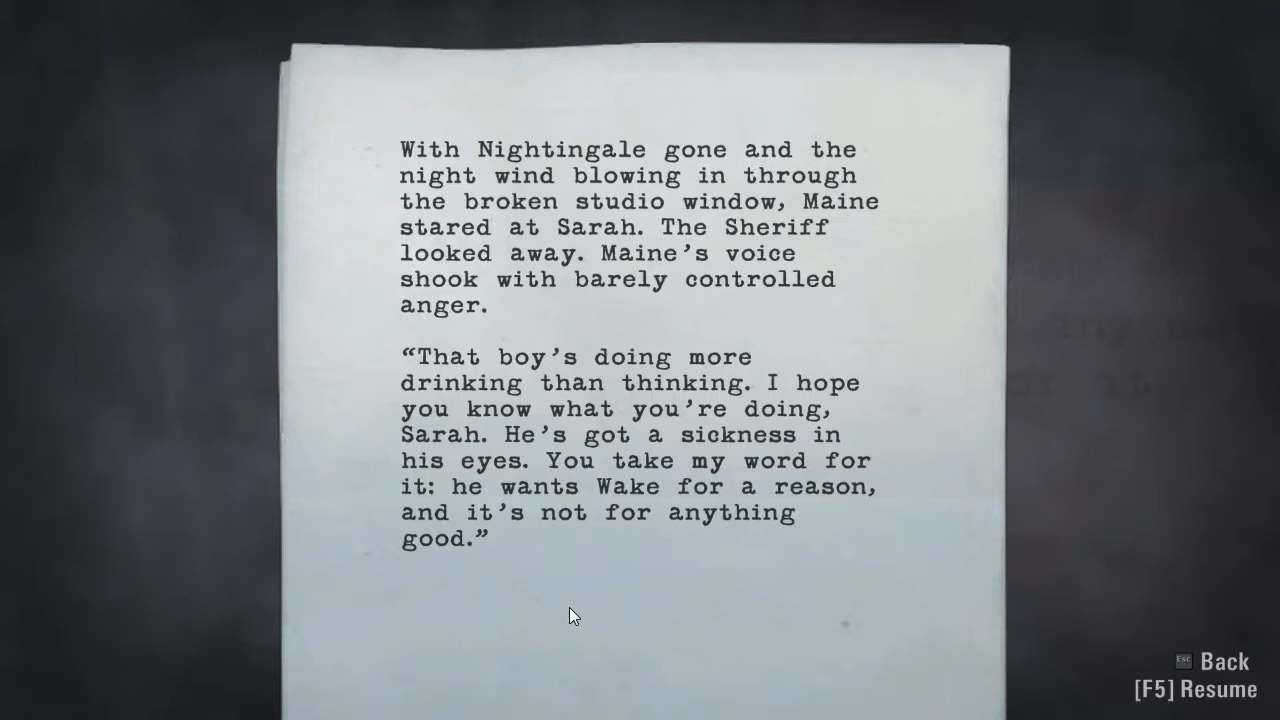 With Nightingale gone and the
night wind blowing in through
the broken studio window, Maine
stared at Sarah. The Sheriff
looked away. Maine’s voice
shook with barely controlled
anger.
“That boy’s doing more
drinking than thinking. I hope
you know what you’re doing,
Sarah. He’s got a sickness in
his eyes. You take my word for
it: he wants Wake for a reason,
and it’s not for anything
good.”
Esc Back
[F5] Resume